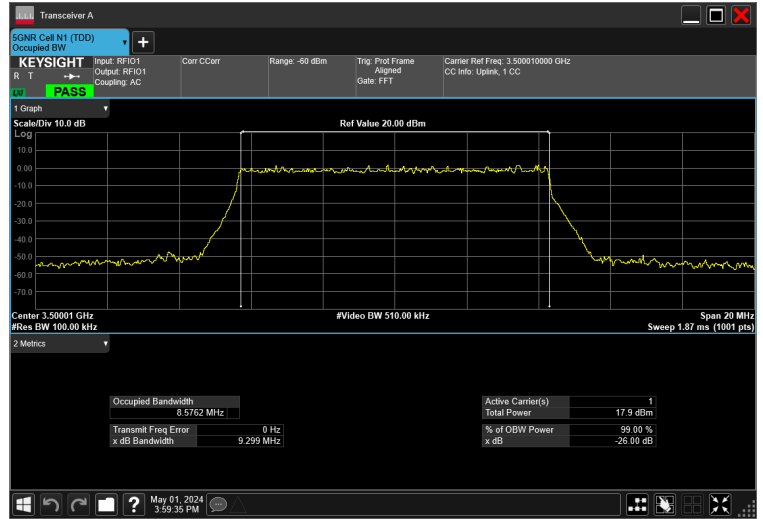 Transceiver A
5GNR Cell N1 (TDD)
Occupied BW
+
KEYSIGHT
R T
LXI PASS
Input: RFIO1
Output: RFIO1
Coupling: AC
Corr CCorr
Range: -60 dBm
Trig: Prot Frame
Aligned
Gate: FFT
Carrier Ref Freq: 3.500010000 GHz
CC Info: Uplink, 1 CC
1 Graph
Scale/Div 10.0 dB
Ref Value 20.00 dBm
Log
10.0
0.00
-10.0
-20.0
-30.0
-40.0
-50.0
-60.0
-70.0
Center 3.50001 GHz
#Video BW 510.00 kHz
Span 20 MHz
#Res BW 100.00 kHz
Sweep 1.87 ms (1001 pts)
2 Metrics
Occupied Bandwidth
8.5762 MHz
Transmit Freq Error 0 Hz
x dB Bandwidth 9.299 MHz
Active Carrier(s) 1
Total Power 17.9 dBm
% of OBW Power 99.00 %
x dB -26.00 dB
?
May 01, 2024
3:59:35 PM